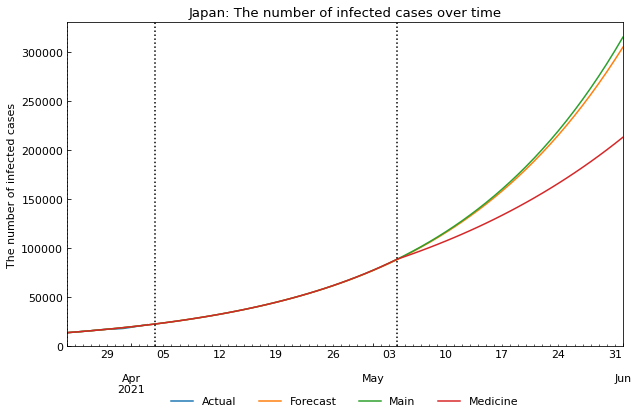 Japan: The number of infected cases over time
The number of infected cases
300000
250000
200000
150000
100000
50000
0
29 05 12 19 26 03 10 17 24 31
Apr May Jun
2021
Actual Forecast Main Medicine